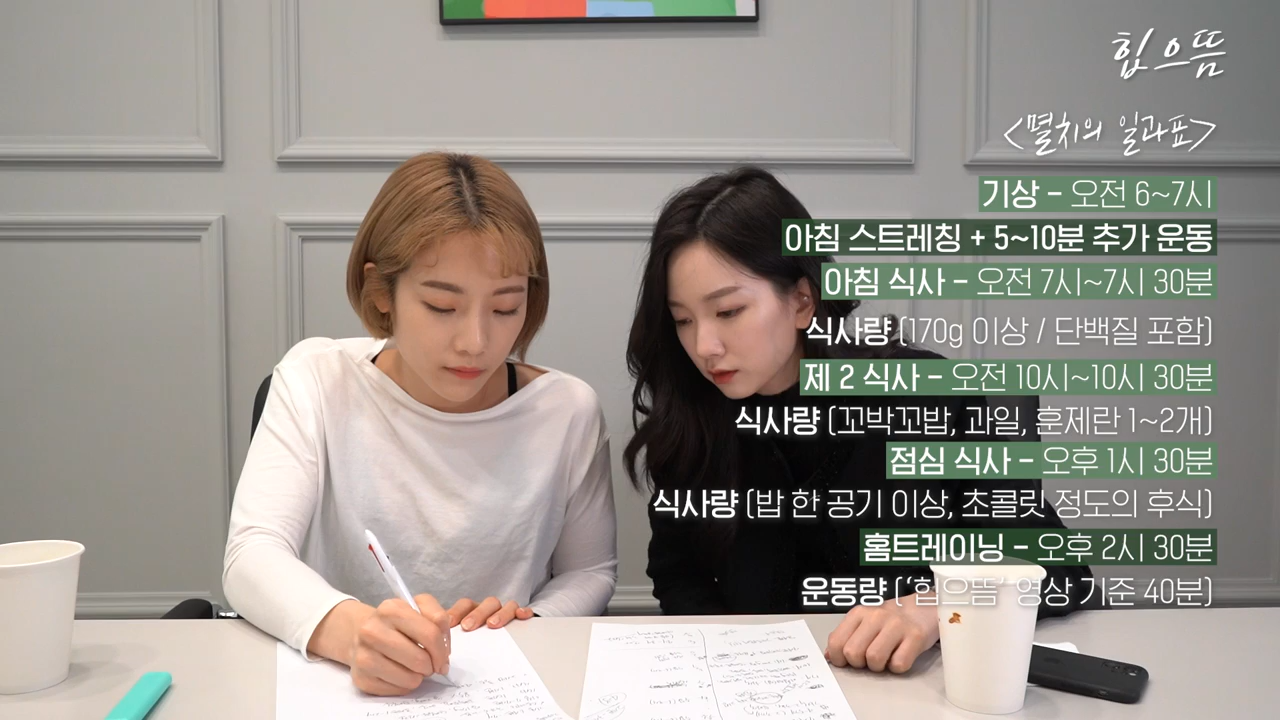 힙으뜸
<멸치의 일과표>
기상 - 오전 6~7시
아침 스트레칭 + 5~10분 추가 운동
아침 식사 - 오전 7시~7시 30분
식사량 (170g 이상 / 단백질 포함)
제 2 식사 - 오전 10시~10시 30분
식사량 (꼬박꼬밥, 과일, 훈제란 1~2개)
점심 식사 - 오후 1시 30분
식사량 (밥 한 공기 이상, 초콜릿 정도의 후식)
홈트레이닝 - 오후 2시 30분
운동량 ('힙으뜸' 영상 기준 40분)